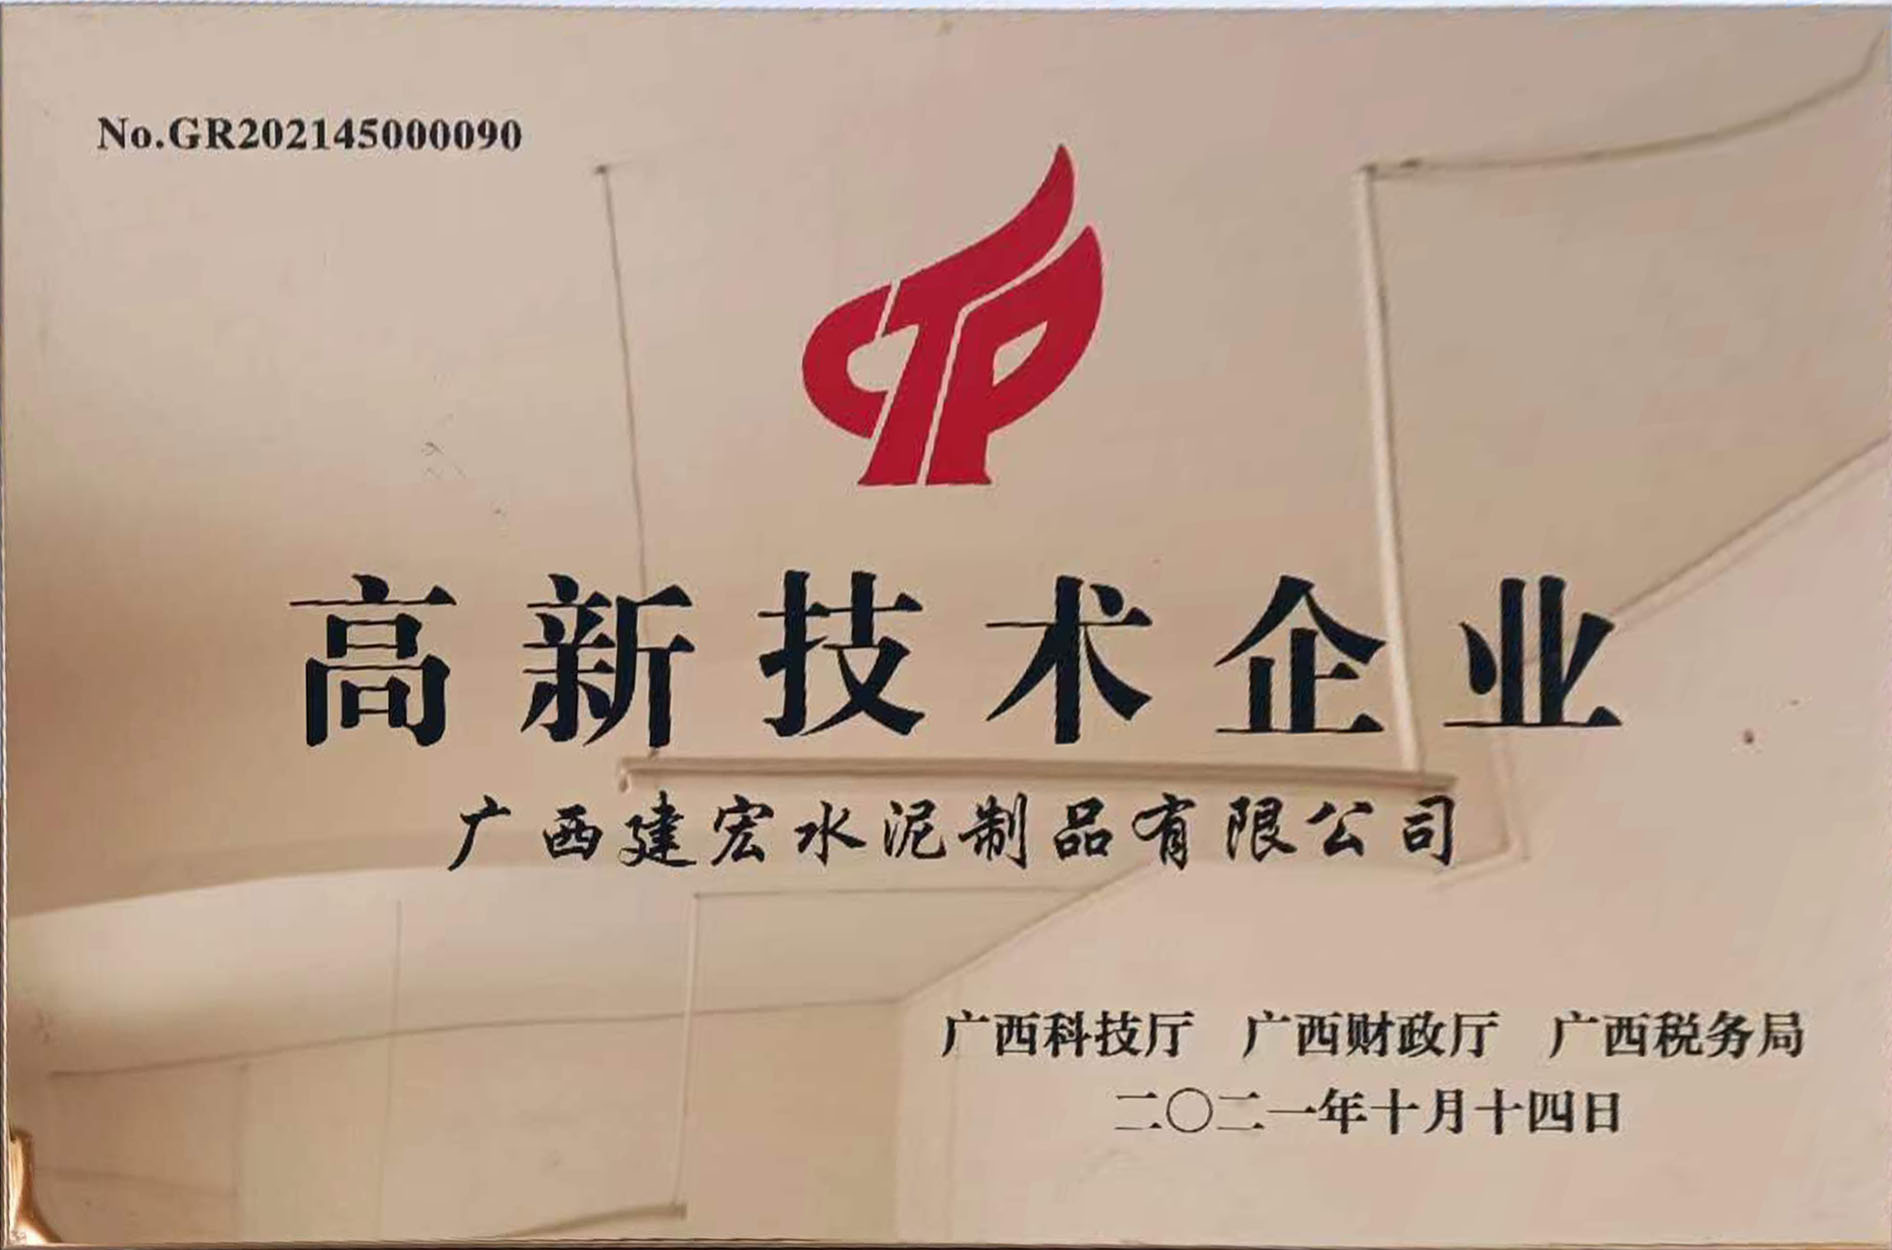 No.GR202145000090
CTP
高新技术企业
广西建宏水泥制品有限公司
广西科技厅 广西财政厅 广西税务局
二〇二一年十月十四日